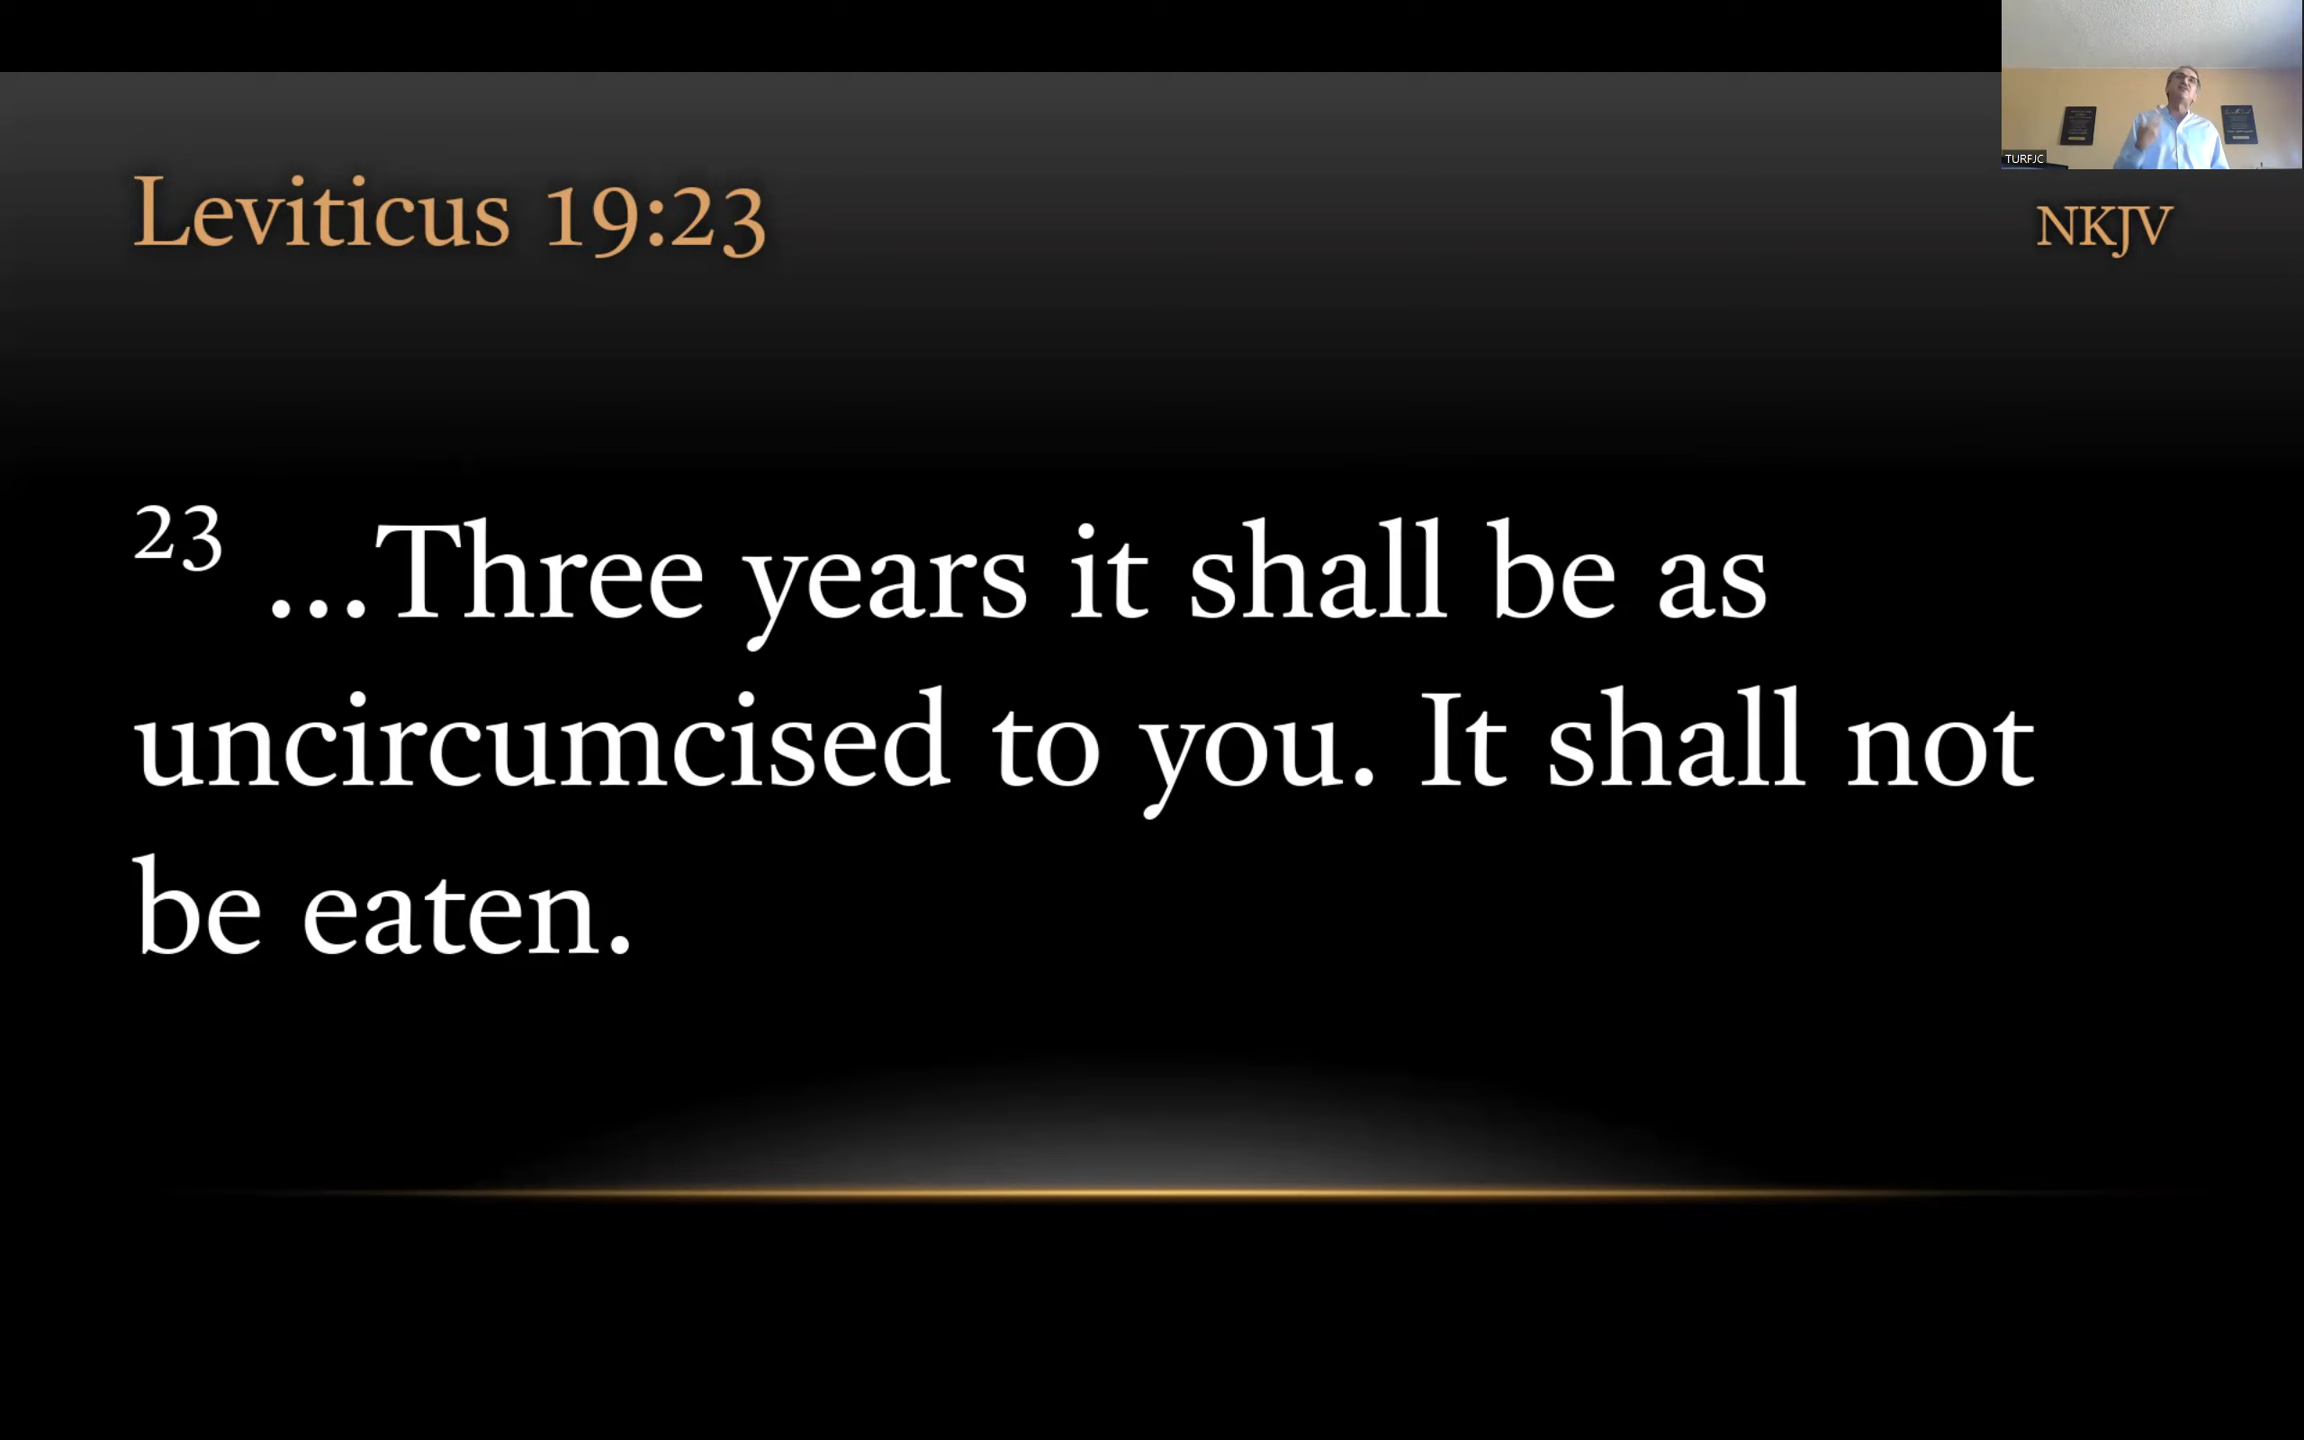 TURFJC
Leviticus 19:23
NKJV
23 ...Three years it shall be as
uncircumcised to you. It shall not
be eaten.